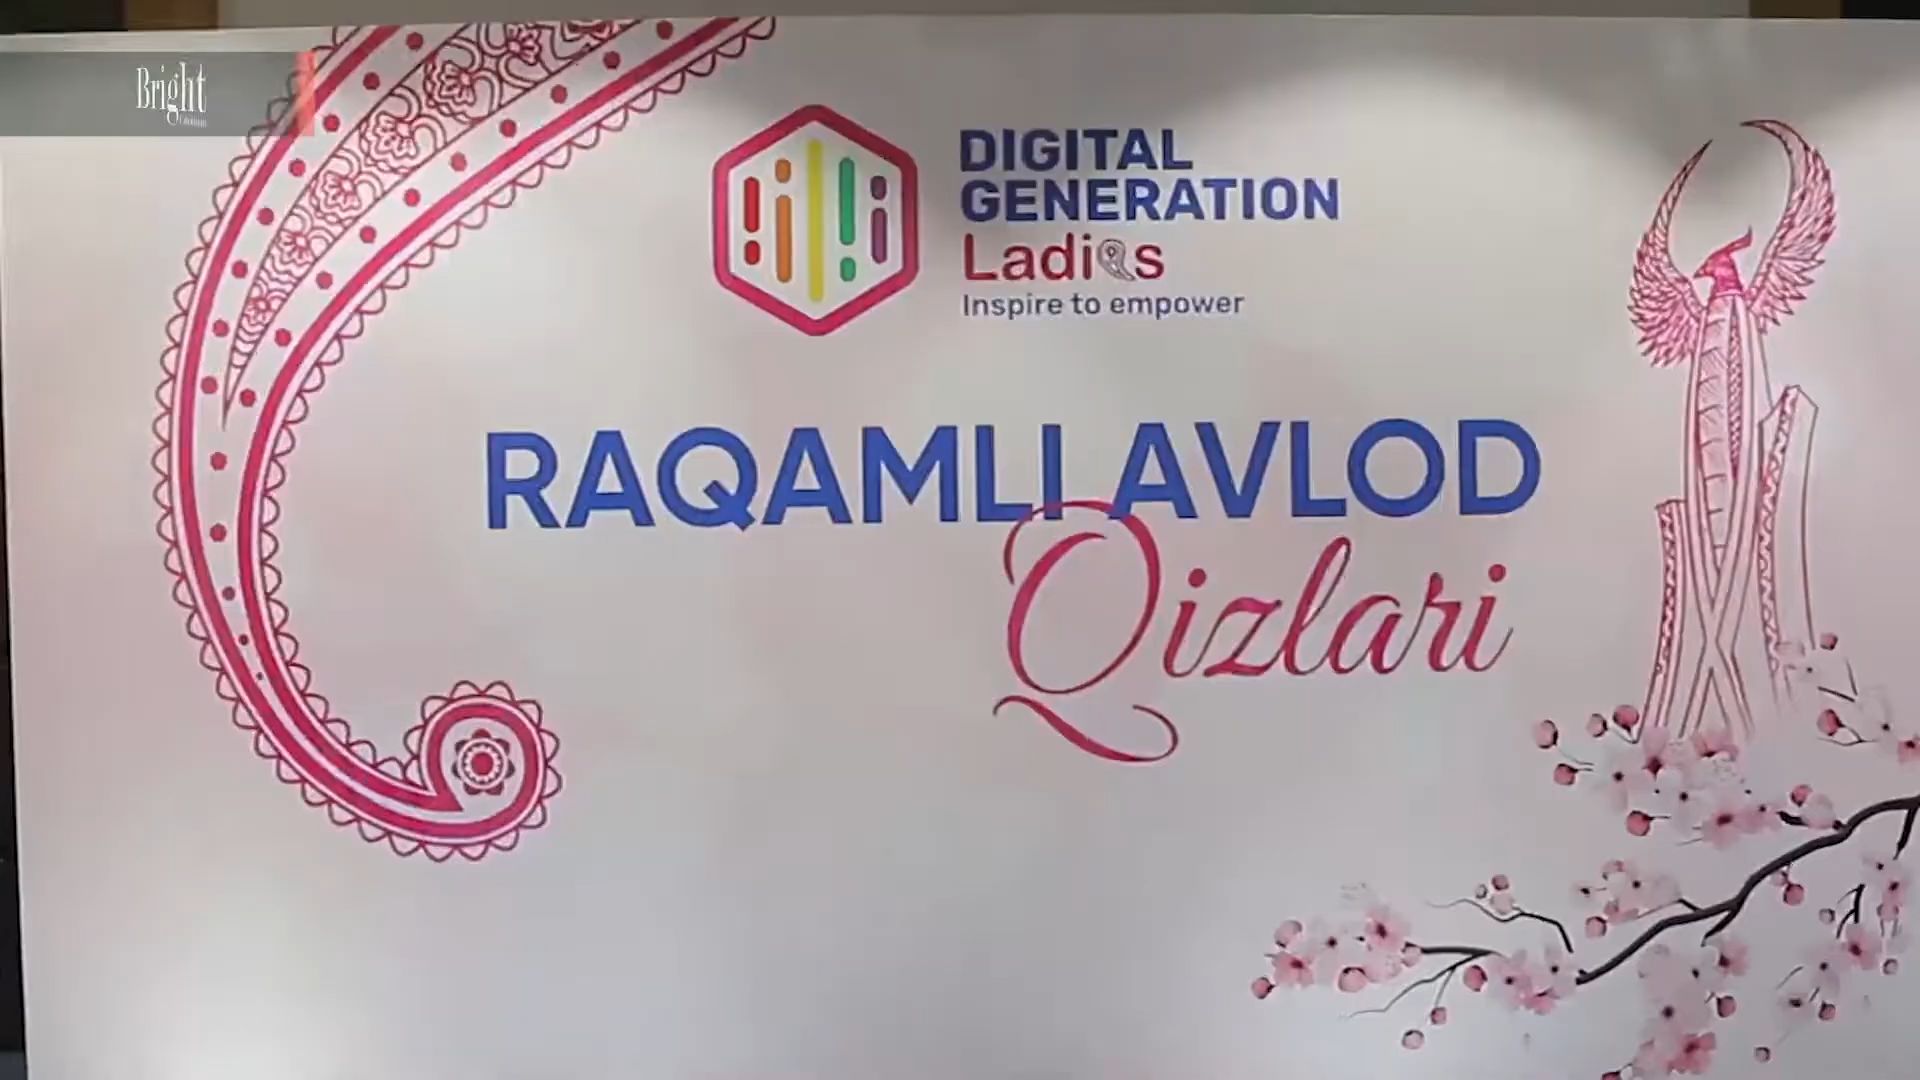 Bright
DIGITAL
GENERATION
Ladies
Inspire to empower
RAQAMLI AVLOD
Qizlari